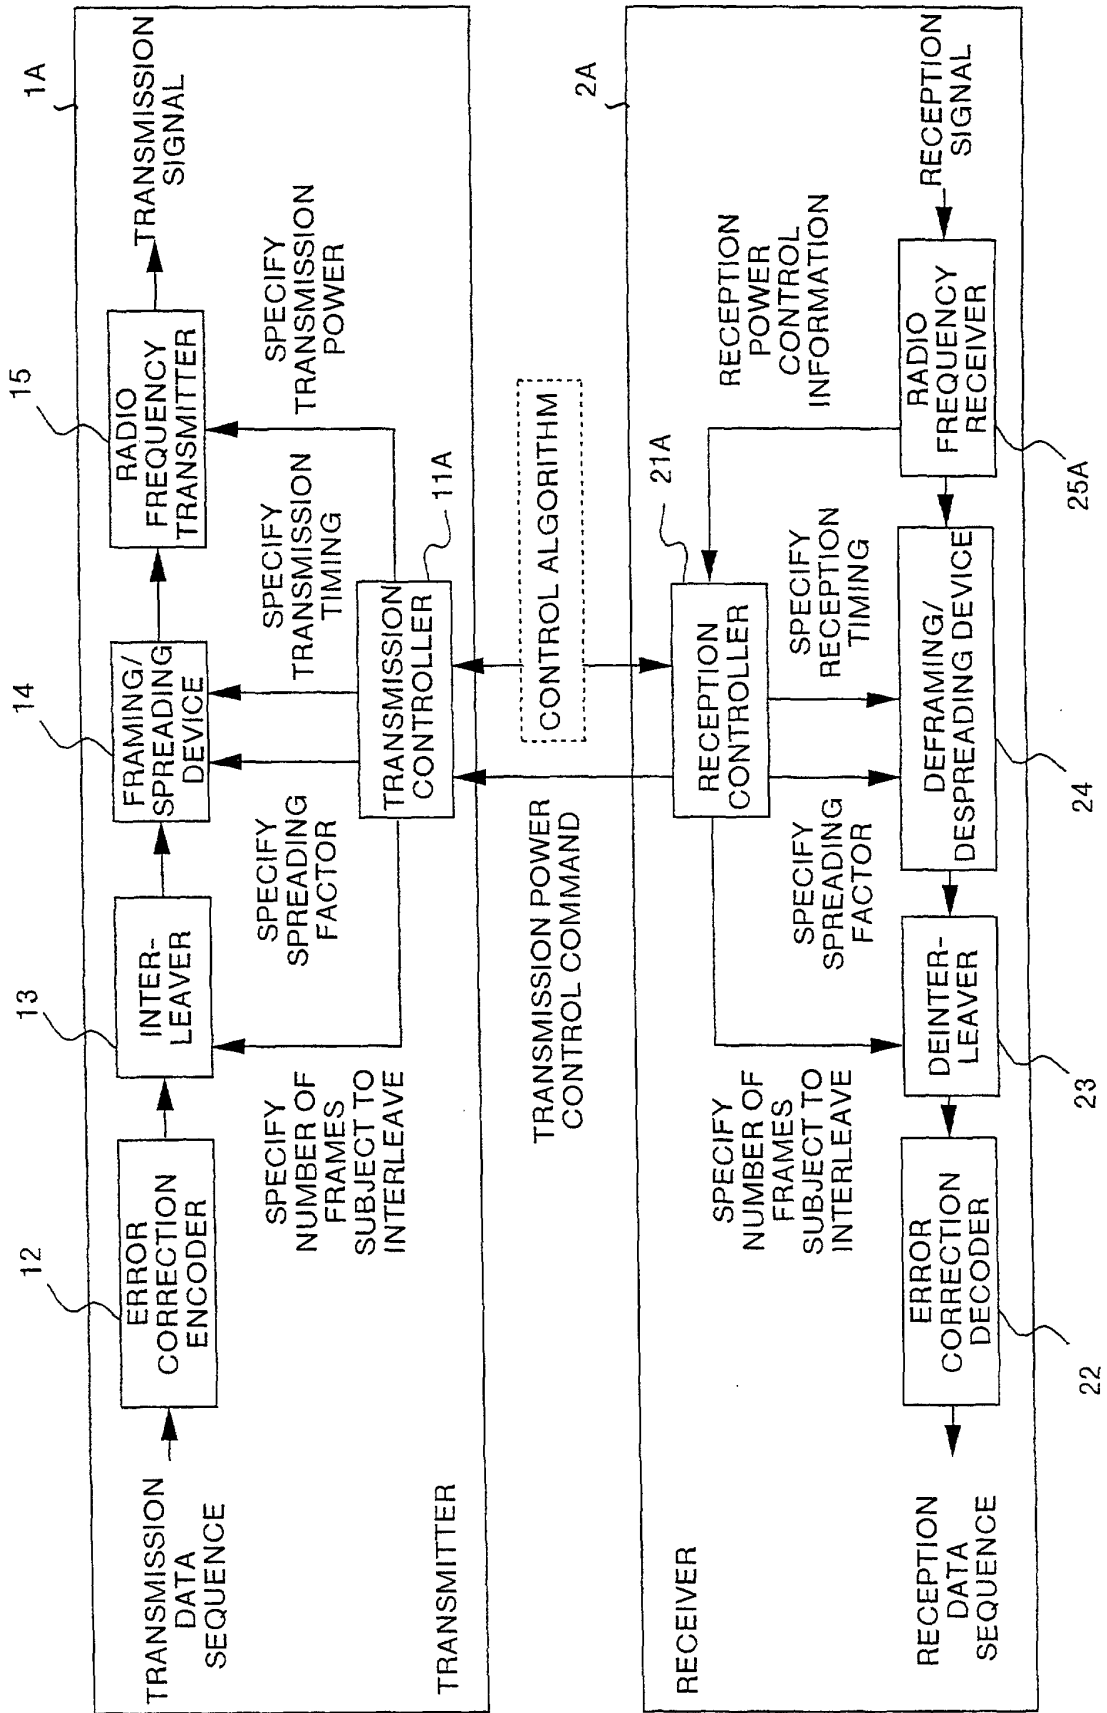 1A
TRANSMISSION
DATA
SEQUENCE
12
ERROR
CORRECTION
ENCODER
13
INTER-
LEAVER
14
FRAMING/
SPREADING
DEVICE
15
RADIO
FREQUENCY
TRANSMITTER
TRANSMISSION
SIGNAL
SPECIFY
NUMBER OF
FRAMES
SUBJECT TO
INTERLEAVE
SPECIFY
SPREADING
FACTOR
SPECIFY
TRANSMISSION
TIMING
SPECIFY
TRANSMISSION
POWER
TRANSMISSION
CONTROLLER
11A
TRANSMITTER
TRANSMISSION POWER
CONTROL COMMAND
CONTROL ALGORITHM
2A
RECEIVER
RECEPTION
CONTROLLER
21A
SPECIFY
NUMBER OF
FRAMES
SUBJECT TO
INTERLEAVE
SPECIFY
SPREADING
FACTOR
SPECIFY
RECEPTION
TIMING
RECEPTION
POWER
CONTROL
INFORMATION
RECEPTION
DATA
SEQUENCE
ERROR
CORRECTION
DECODER
22
DEINTER-
LEAVER
23
DEFRAMING/
DESPREADING DEVICE
24
RADIO
FREQUENCY
RECEIVER
25A
RECEPTION
SIGNAL